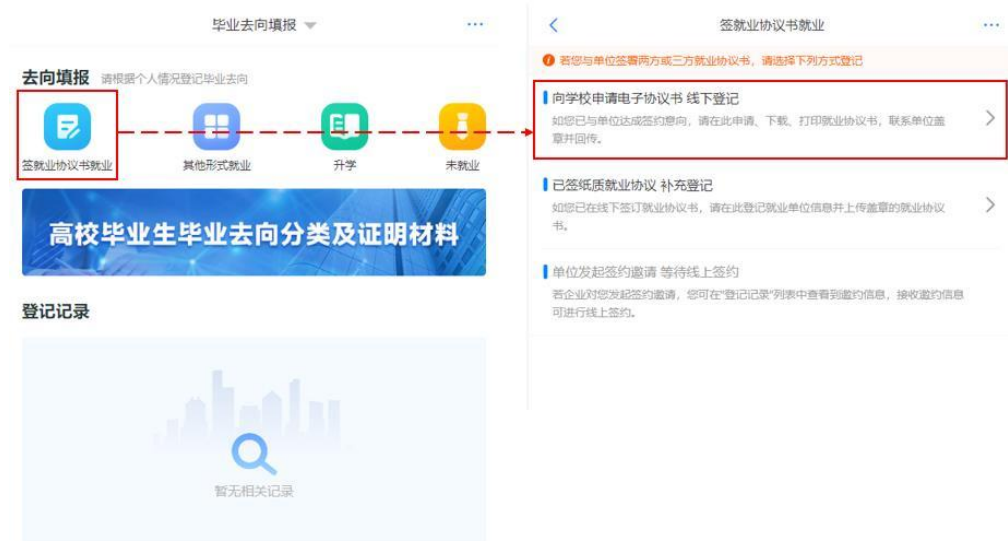 毕业去向填报
去向填报 请根据个人情况登记毕业去向
签就业协议书就业
其他形式就业
升学
未就业
高校毕业生毕业去向分类及证明材料
登记记录
暂无相关记录
签就业协议书就业
若您与单位签署两方或三方就业协议书，请选择下列方式登记
向学校申请电子协议书 线下登记
如您已与单位达成签约意向，请在此申请、下载、打印就业协议书，联系单位盖
章并回传。
已签纸质就业协议 补充登记
如您已在线下签订就业协议书，请在此登记就业单位信息并上传盖章的就业协议
书。
单位发起签约邀请 等待线上签约
若企业对您发起签约邀请，您可在"登记记录"列表中查看到邀约信息，接收邀约信息
可进行线上签约。